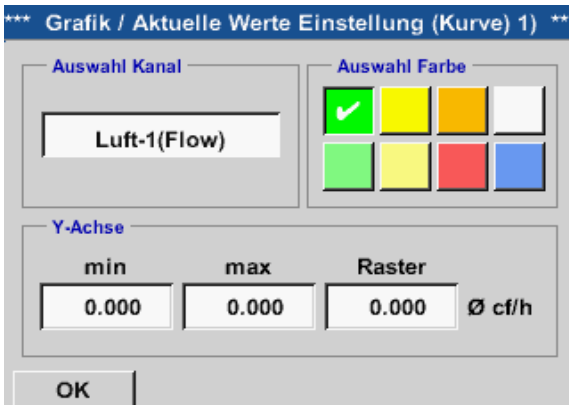 *** Grafik / Aktuelle Werte Einstellung (Kurve) 1) **
Auswahl Kanal
Luft-1(Flow)
Auswahl Farbe
Y-Achse
min max Raster
0.000 0.000 0.000 Ø cf/h
OK